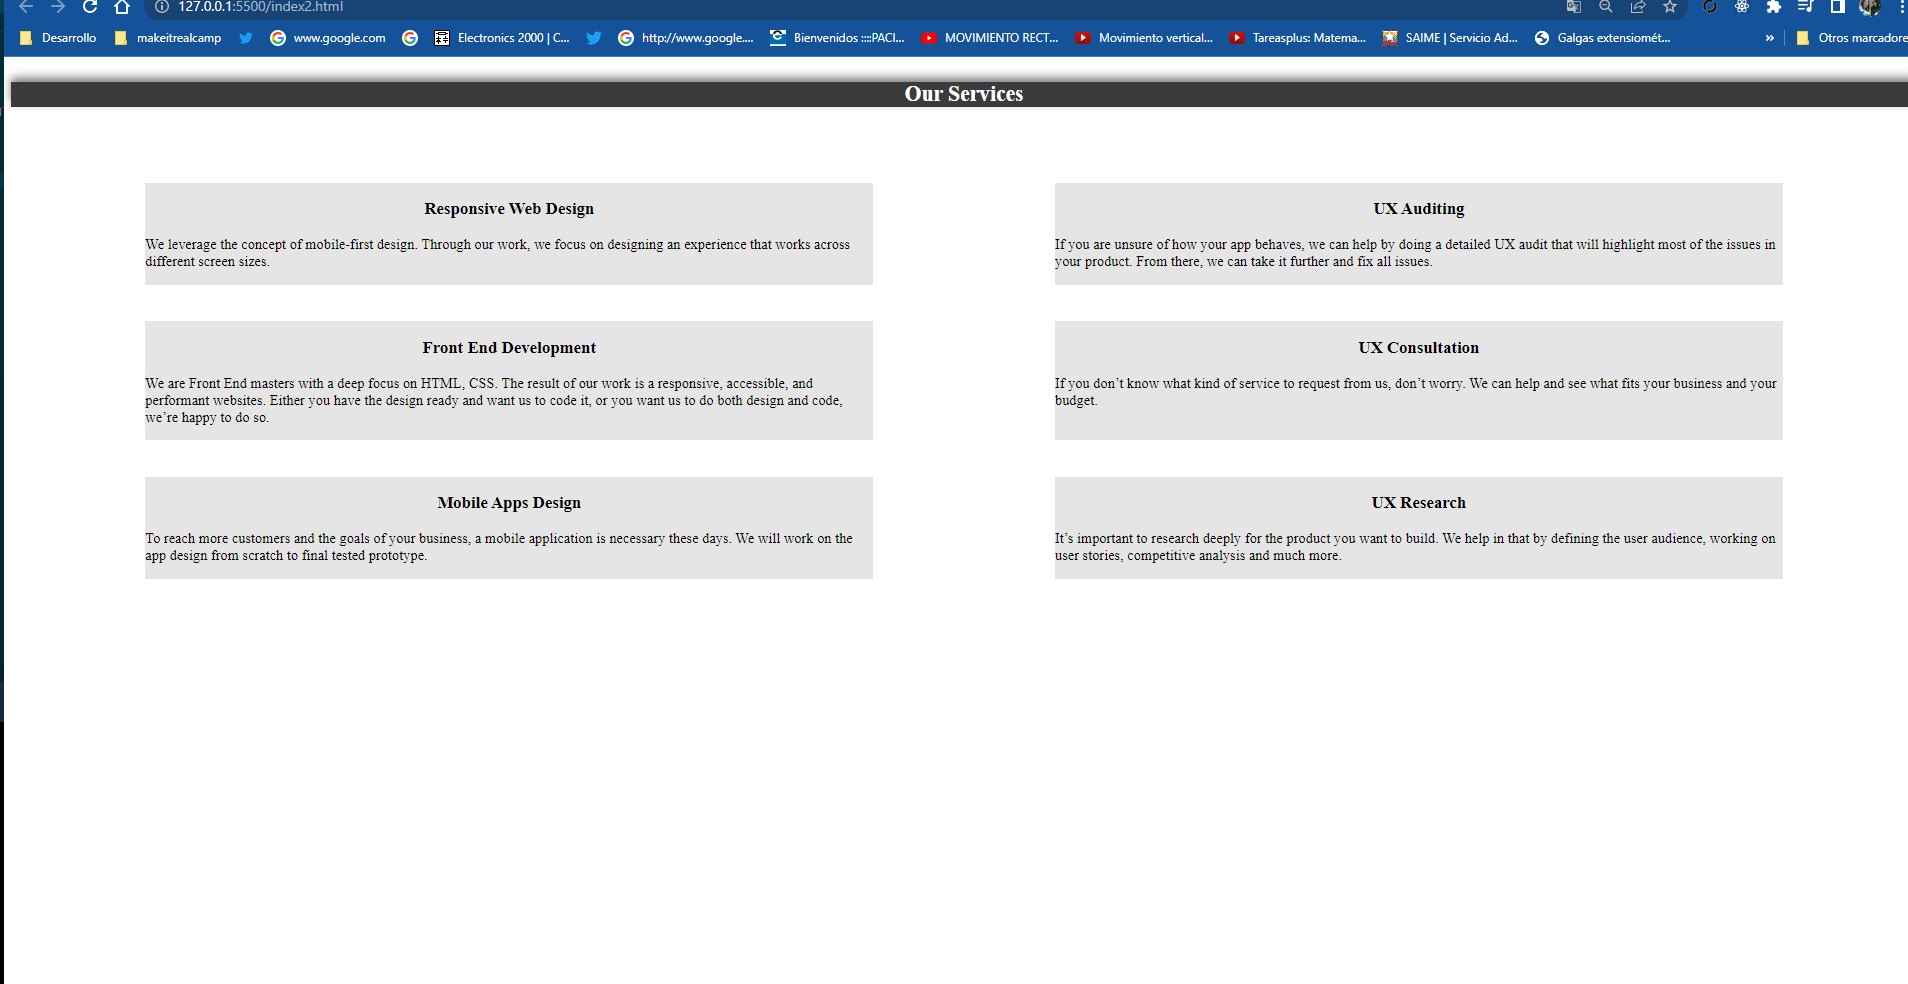 127.0.0.1:5500/index2.html
Desarrollo makeitrealcamp www.google.com Electronics 2000 | C... http://www.google.... Bienvenidos ::::PACI... MOVIMIENTO RECT... Movimiento vertical... Tareasplus: Matema... SAIME | Servicio Ad... Galgas extensiomét... » Otros marcadore
Our Services
Responsive Web Design
We leverage the concept of mobile-first design. Through our work, we focus on designing an experience that works across
different screen sizes.
UX Auditing
If you are unsure of how your app behaves, we can help by doing a detailed UX audit that will highlight most of the issues in
your product. From there, we can take it further and fix all issues.
Front End Development
We are Front End masters with a deep focus on HTML, CSS. The result of our work is a responsive, accessible, and
performant websites. Either you have the design ready and want us to code it, or you want us to do both design and code,
we’re happy to do so.
UX Consultation
If you don’t know what kind of service to request from us, don’t worry. We can help and see what fits your business and your
budget.
Mobile Apps Design
To reach more customers and the goals of your business, a mobile application is necessary these days. We will work on the
app design from scratch to final tested prototype.
UX Research
It’s important to research deeply for the product you want to build. We help in that by defining the user audience, working on
user stories, competitive analysis and much more.